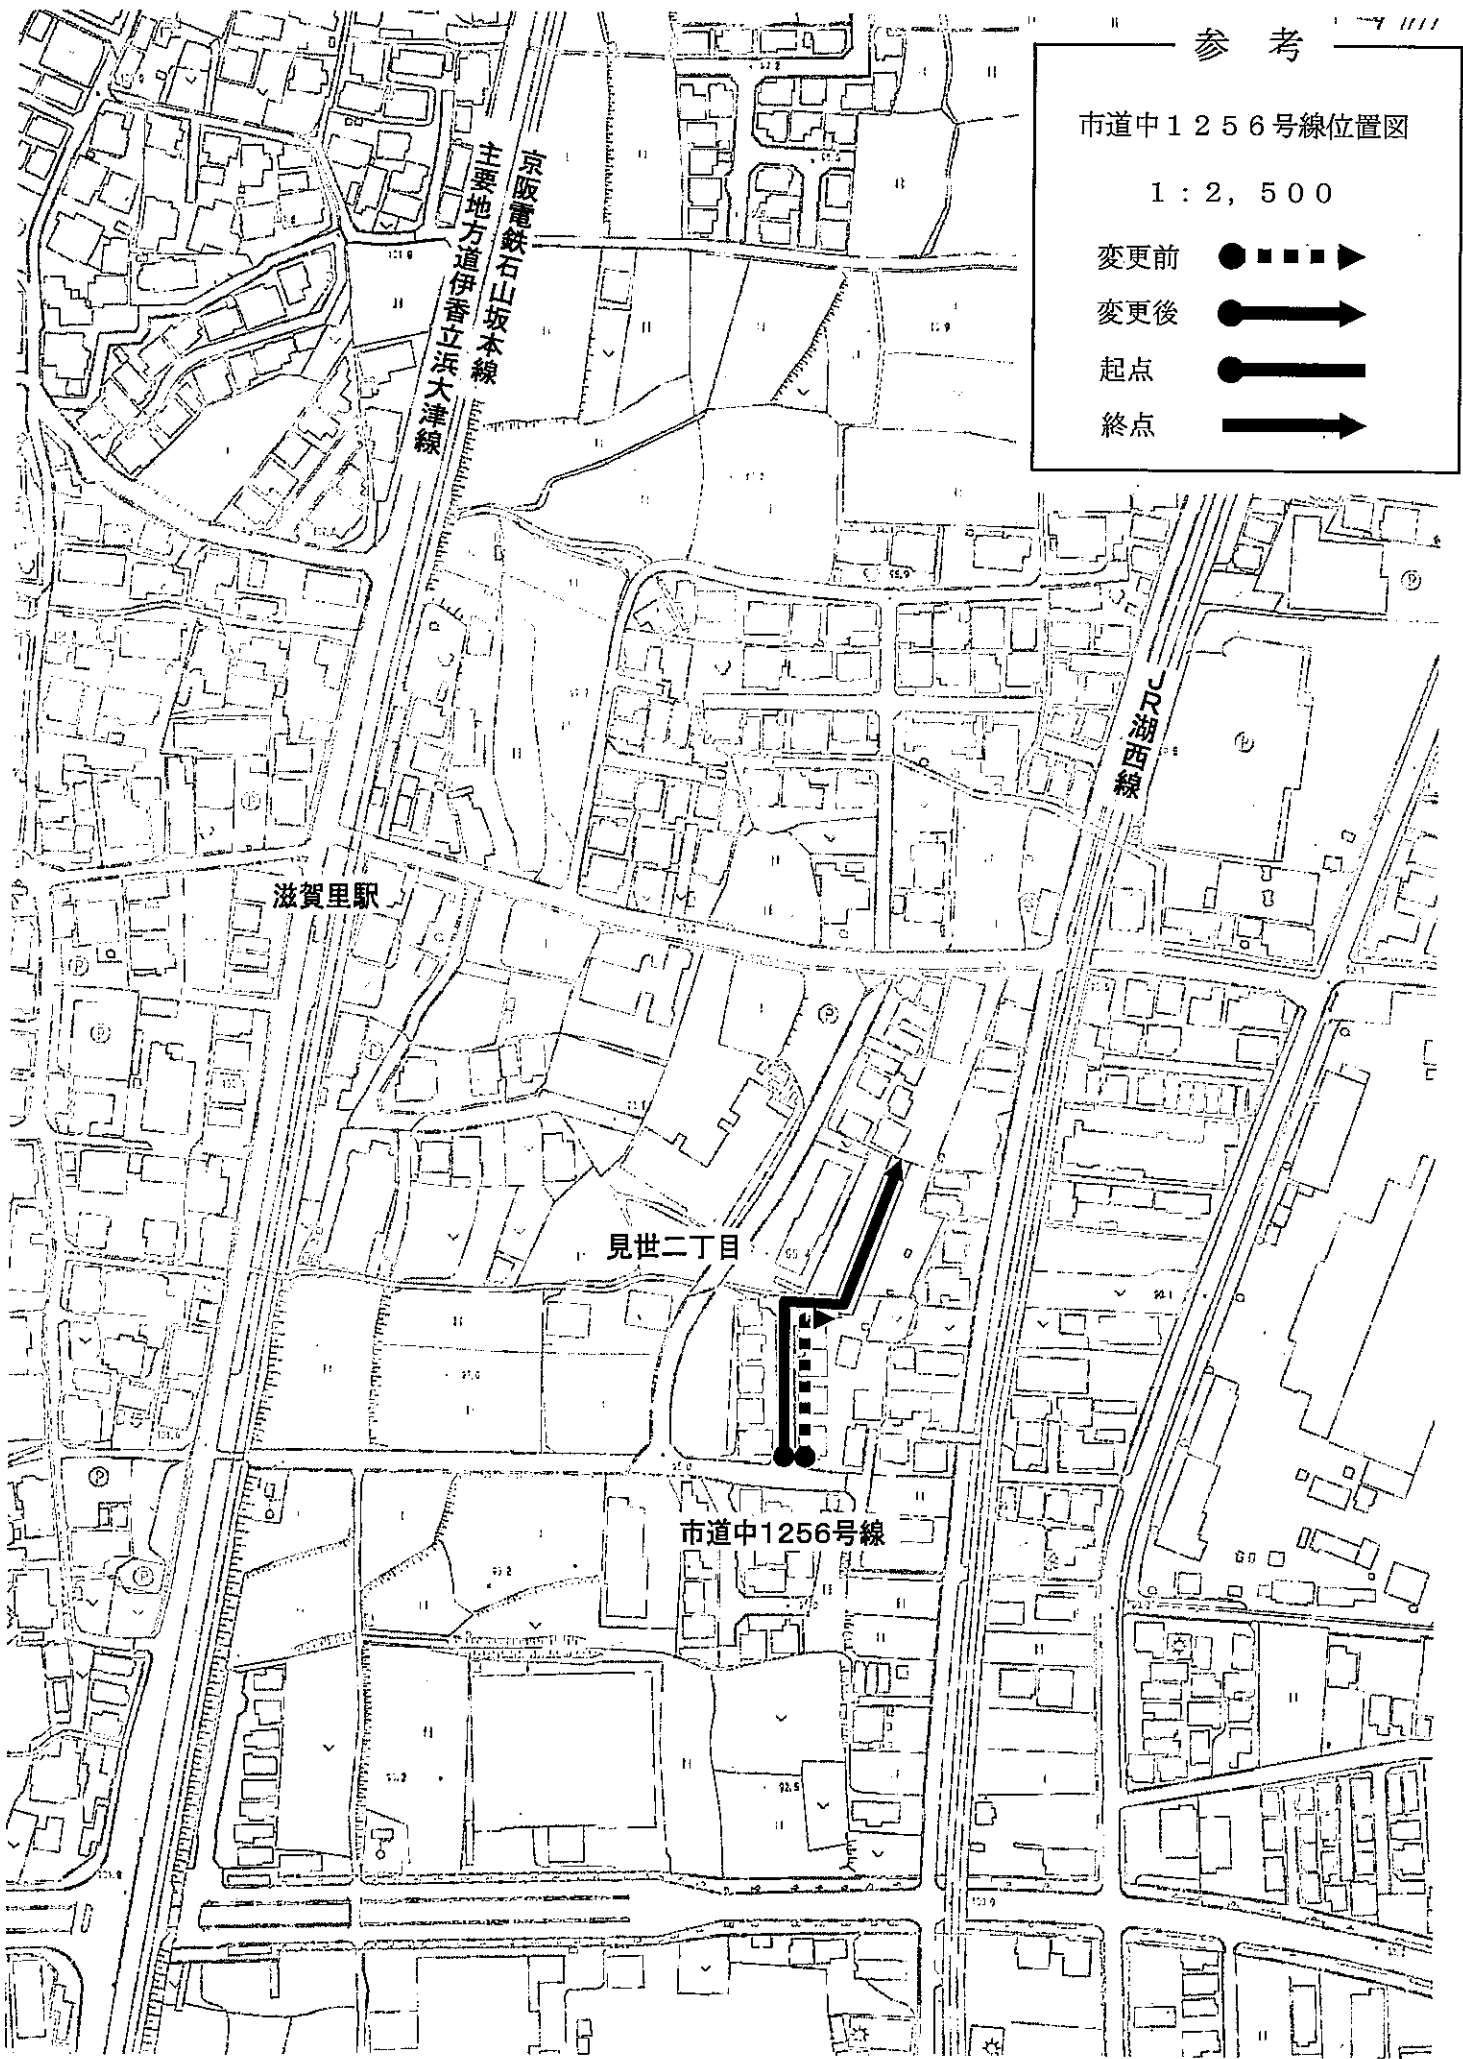 参 考
市道中1256号線位置図
1：2，500
変更前
変更後
起点
終点
京阪電鉄石山坂本線
主要地方道伊香立浜大津線
JR湖西線
滋賀里駅
見世二丁目
市道中1256号線